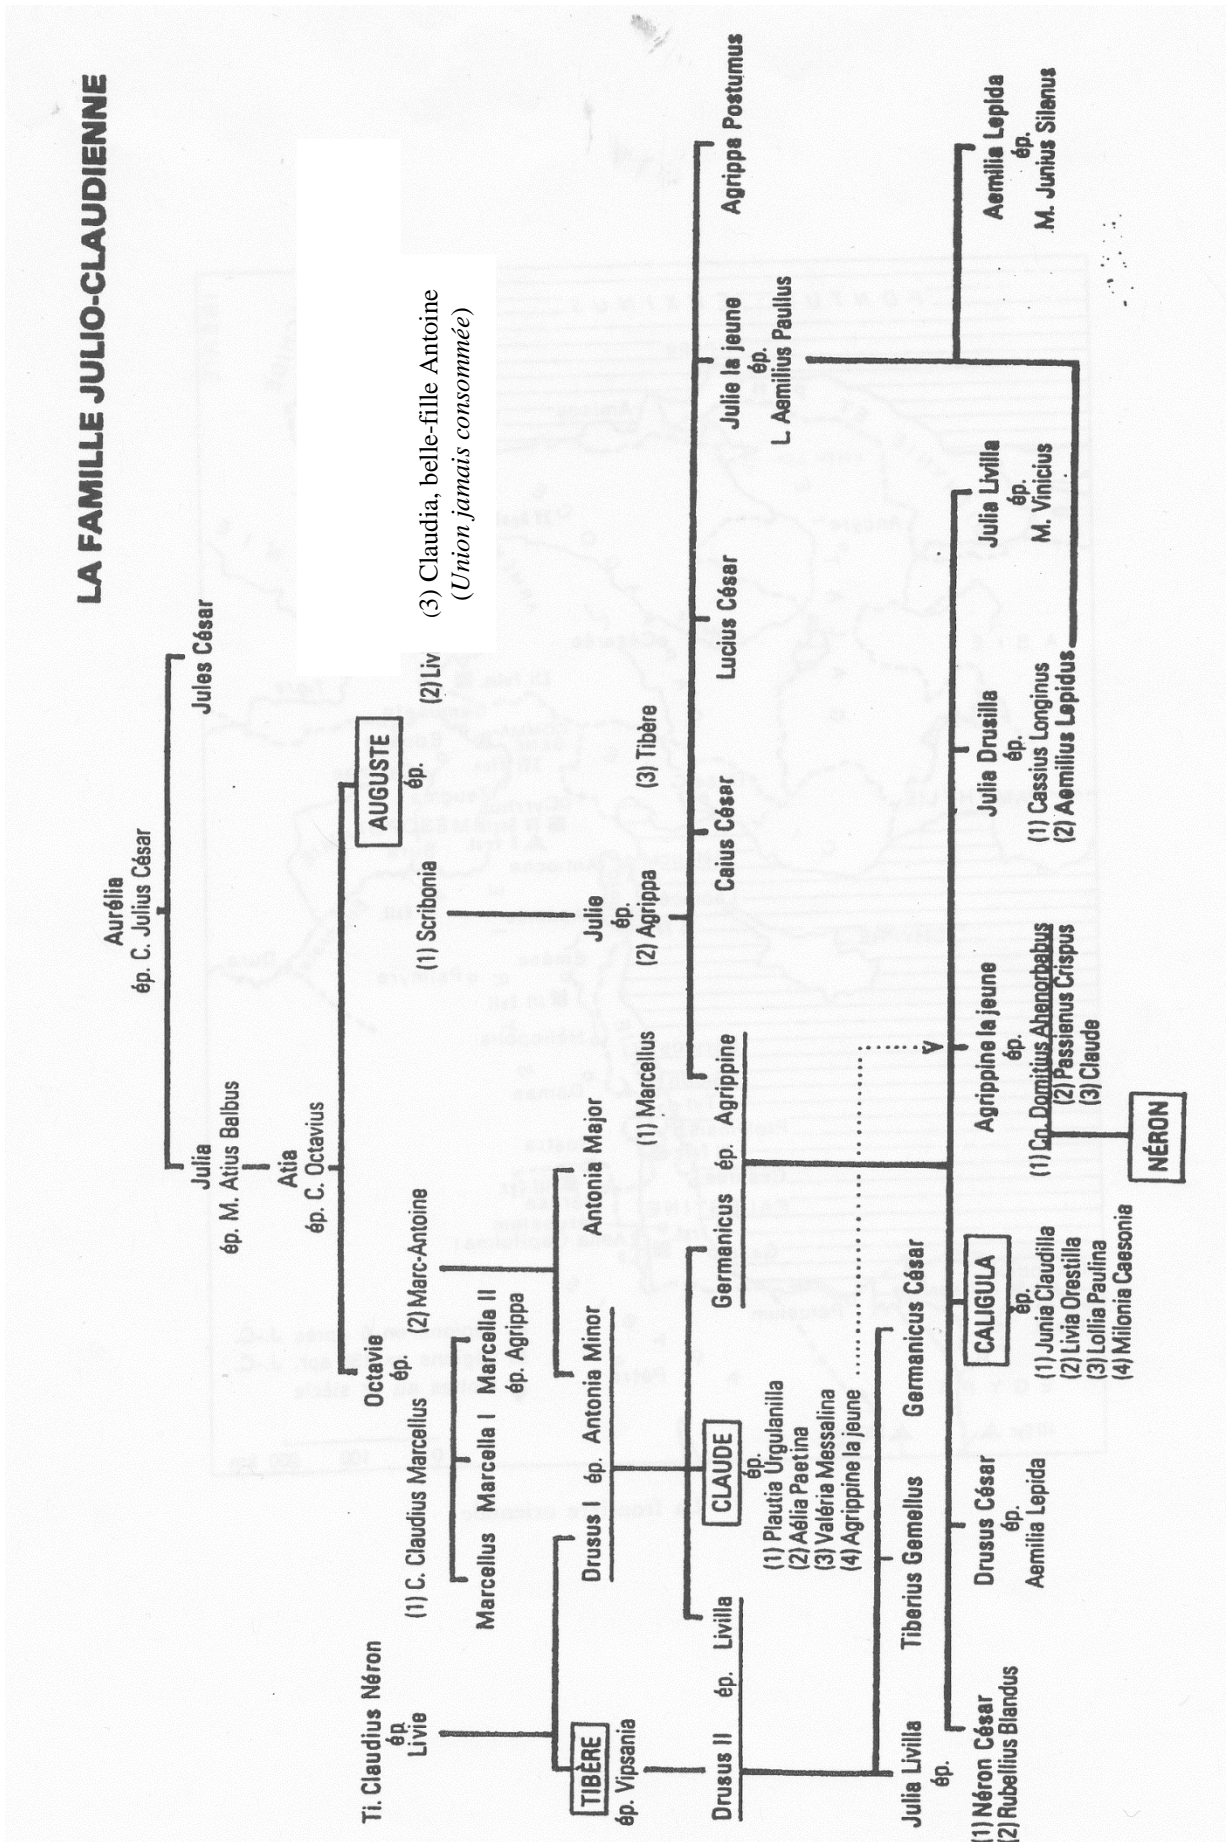 LA FAMILLE JULIO-CLAUDIENNE
Aurélia
ép. C. Julius César
Julia
ép. M. Atius Balbus
Jules César
Atia
ép. C. Octavius
Ti. Claudius Néron
ép.
Livie
Octavie
ép.
(1) C. Claudius Marcellus
(2) Marc-Antoine
AUGUSTE
ép.
(1) Scribonia
(2) Liv
(3) Claudia, belle-fille Antoine
(Union jamais consommée)
Marcellus
Marcella I
Marcella II
ép. Agrippa
TIBÈRE
ép. Vipsania
Drusus I
ép.
Antonia Minor
Antonia Major
Julie
ép.
(1) Marcellus
(2) Agrippa
(3) Tibère
Drusus II
ép.
Livilla
CLAUDE
ép.
(1) Plautia Urgulanilla
(2) Aélia Paetina
(3) Valéria Messalina
(4) Agrippine la jeune
Germanicus
ép.
Agrippine
Caius César
Lucius César
Julie la jeune
ép.
L. Aemilius Paullus
Agrippa Postumus
Julia Livilla
ép.
(1) Néron César
(2) Rubellius Blandus
Tiberius Gemellus
Germanicus César
Drusus César
ép.
Aemilia Lepida
CALIGULA
ép.
(1) Junia Claudilla
(2) Livia Orestilla
(3) Lollia Paulina
(4) Milonia Caesonia
Agrippine la jeune
ép.
(1) Cn. Domitius Ahenorbabus
(2) Passienus Crispus
(3) Claude
Julia Drusilla
ép.
(1) Cassius Longinus
(2) Aemilius Lepidus
Julia Livilla
ép.
M. Vinicius
Aemilia Lepida
ép.
M. Junius Silanus
NÉRON